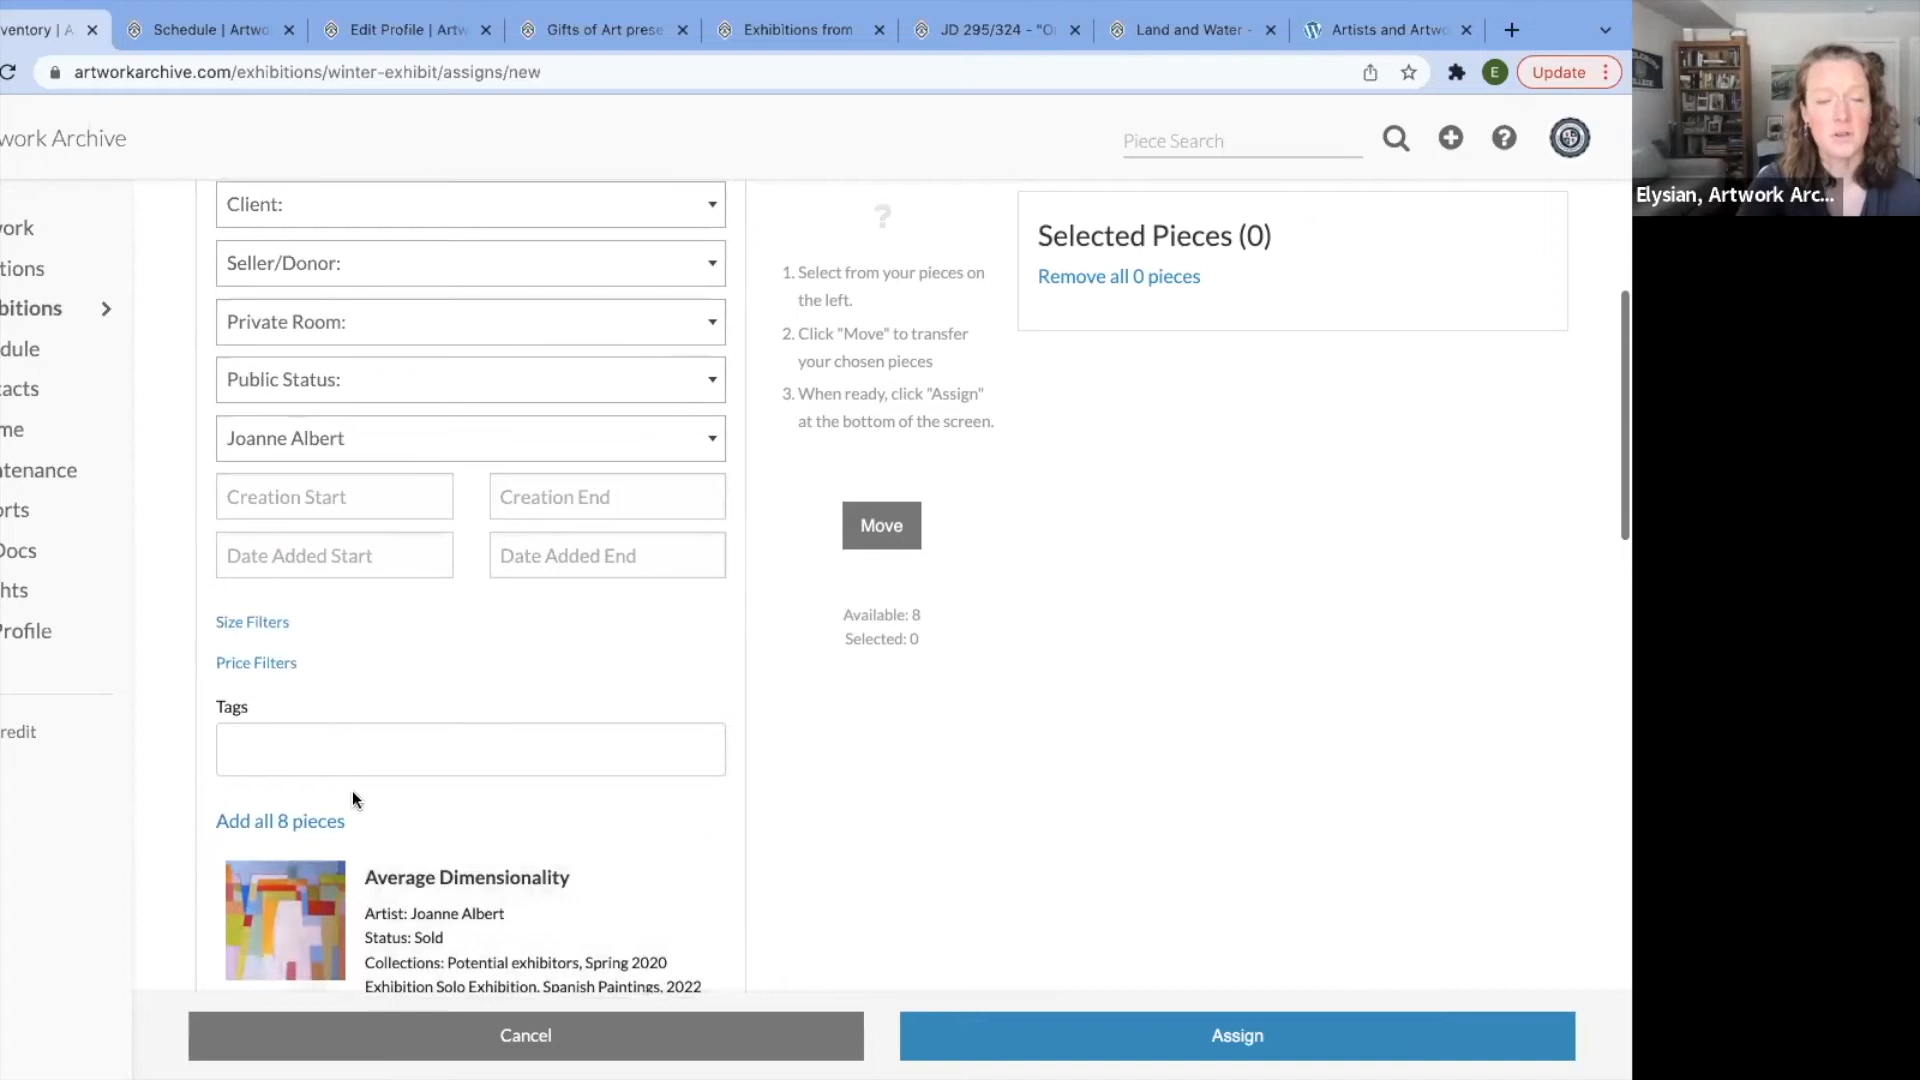 ventory | A
Schedule | Artwo
Edit Profile | Artw
Gifts of Art prese
Exhibitions from
JD 295/324 - "O
Land and Water -
Artists and Artwo
artworkarchive.com/exhibitions/winter-exhibit/assigns/new
E
Update
work Archive
Piece Search
Elysian, Artwork Arc...
work
tions
bitions
dule
tacts
me
tenance
orts
Docs
hts
Profile
redit
Client:
Seller/Donor:
Private Room:
Public Status:
Joanne Albert
Creation Start
Creation End
Date Added Start
Date Added End
Size Filters
Price Filters
Tags
Add all 8 pieces
Average Dimensionality
Artist: Joanne Albert
Status: Sold
Collections: Potential exhibitors, Spring 2020
Exhibition Solo Exhibition, Spanish Paintings, 2022
?
1. Select from your pieces on
the left.
2. Click "Move" to transfer
your chosen pieces
3. When ready, click "Assign"
at the bottom of the screen.
Move
Available: 8
Selected: 0
Selected Pieces (0)
Remove all 0 pieces
Cancel
Assign